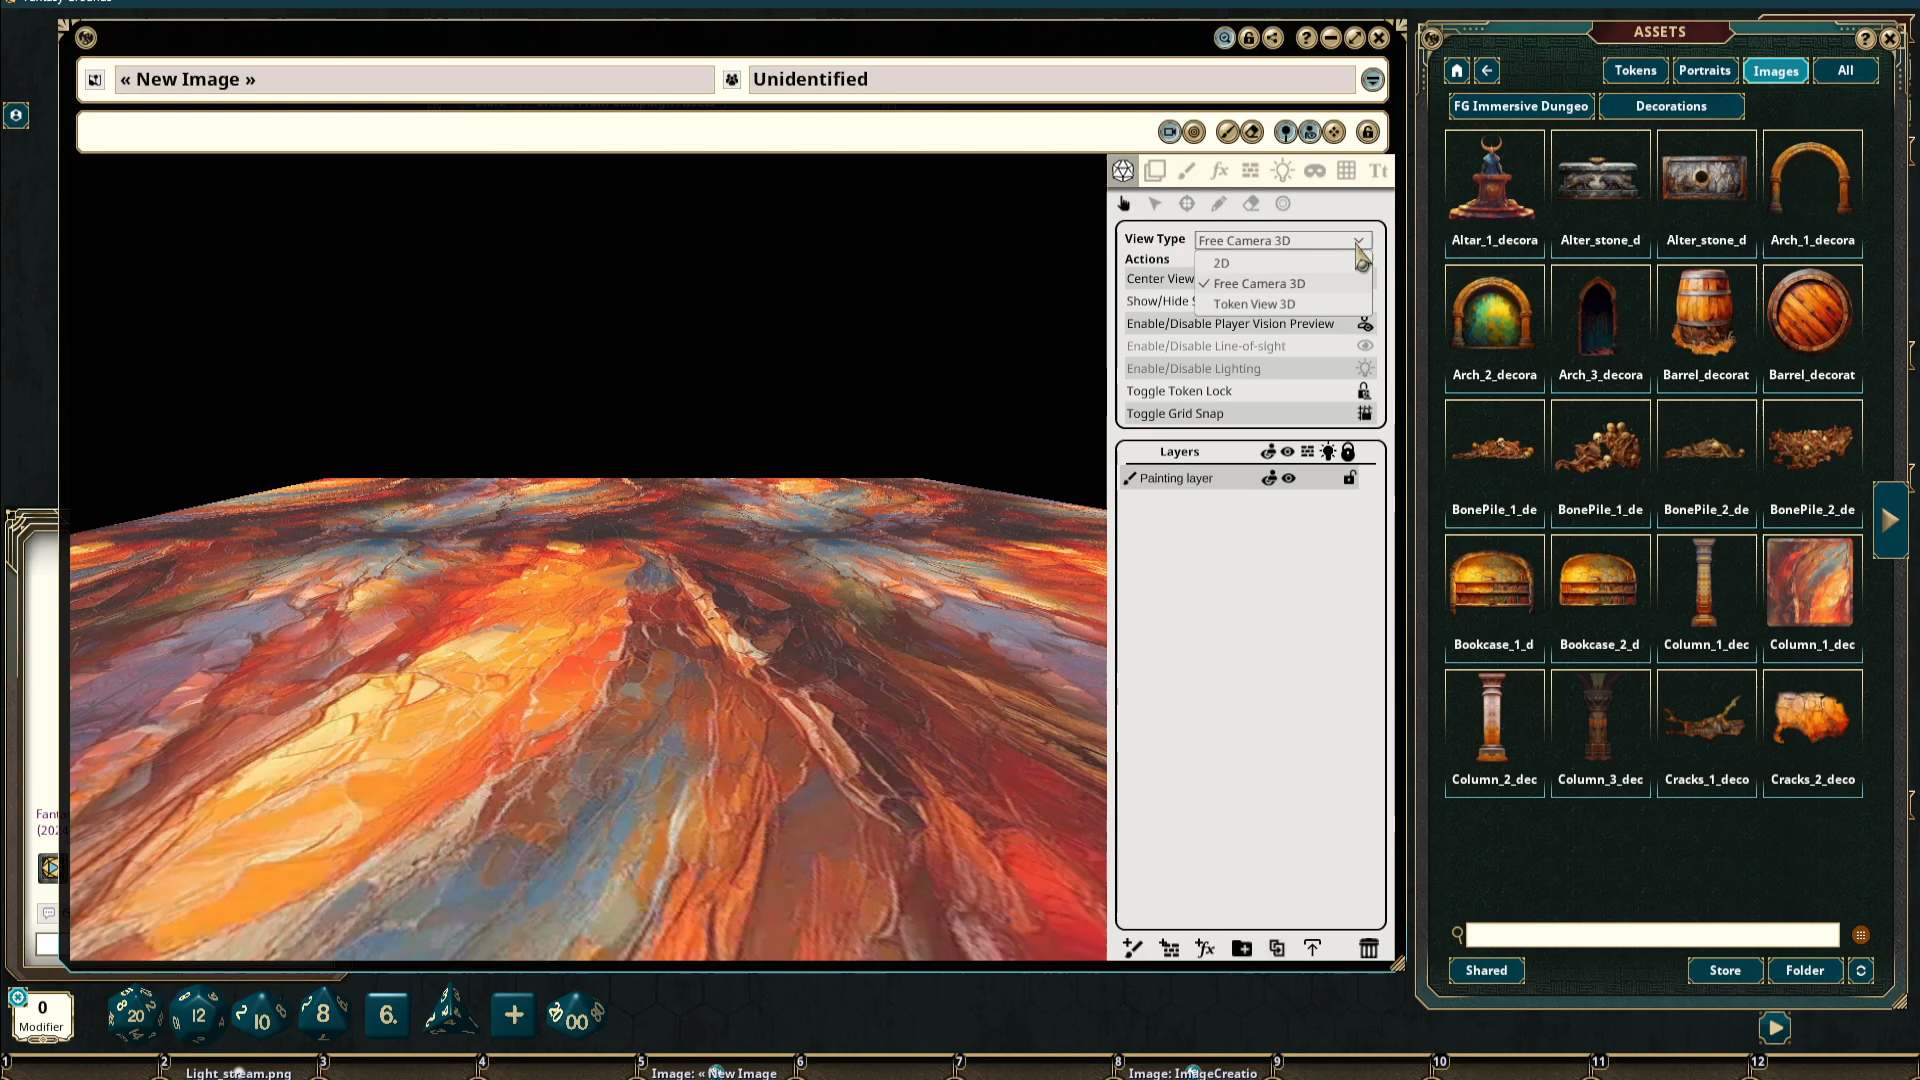 « New Image »
Unidentified
View Type
Free Camera 3D
2D
Free Camera 3D
Token View 3D
Actions
Center View
Show/Hide
Enable/Disable Player Vision Preview
Enable/Disable Line-of-sight
Enable/Disable Lighting
Toggle Token Lock
Toggle Grid Snap
Layers
Painting layer
fx
Tt
ASSETS
Tokens
Portraits
Images
All
FG Immersive Dungeo
Decorations
Altar_1_decora
Alter_stone_d
Alter_stone_d
Arch_1_decora
Arch_2_decora
Arch_3_decora
Barrel_decorat
Barrel_decorat
BonePile_1_de
BonePile_1_de
BonePile_2_de
BonePile_2_de
Bookcase_1_d
Bookcase_2_d
Column_1_dec
Column_1_dec
Column_2_dec
Column_3_dec
Cracks_1_deco
Cracks_2_deco
Shared
Store
Folder
0
Modifier
20
12
10
8
6.
+
00
1
2
3
4
5
6
7
8
9
10
11
12
Light_stream.png
Image: « New Image
Image: ImageCreatio